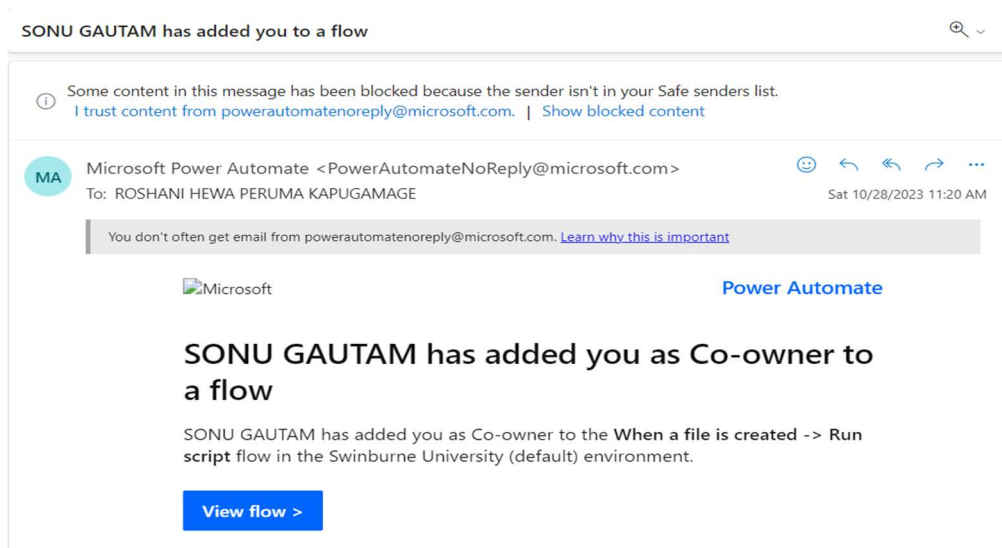 SONU GAUTAM has added you to a flow
Some content in this message has been blocked because the sender isn't in your Safe senders list.
I trust content from powerautomatenoreply@microsoft.com. | Show blocked content
MA
Microsoft Power Automate <PowerAutomateNoReply@microsoft.com>
To: ROSHANI HEWA PERUMA KAPUGAMAGE
Sat 10/28/2023 11:20 AM
You don't often get email from powerautomatenoreply@microsoft.com. Learn why this is important
Microsoft
Power Automate
SONU GAUTAM has added you as Co-owner to
a flow
SONU GAUTAM has added you as Co-owner to the When a file is created -> Run
script flow in the Swinburne University (default) environment.
View flow >